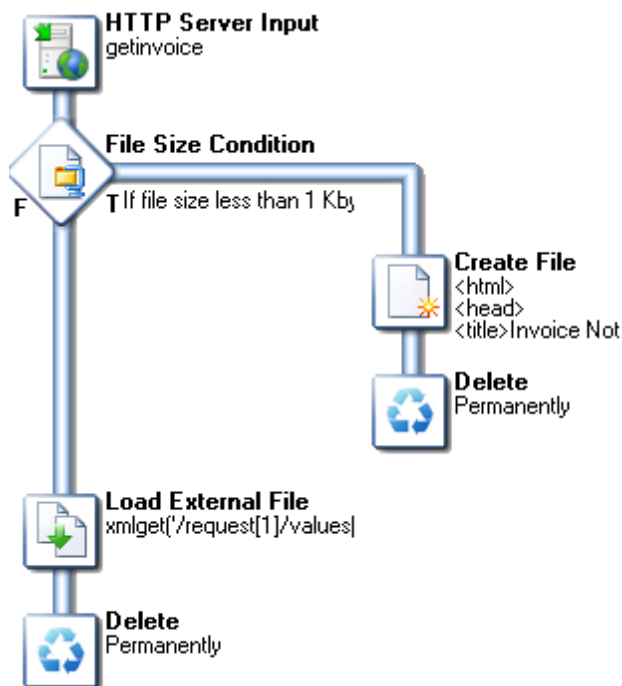 HTTP Server Input
getinvoice
File Size Condition
F
T If file size less than 1 Kby
Create File
<html>
<head>
<title>Invoice Not
Delete
Permanently
Load External File
xmlget('/request[1]/values|
Delete
Permanently